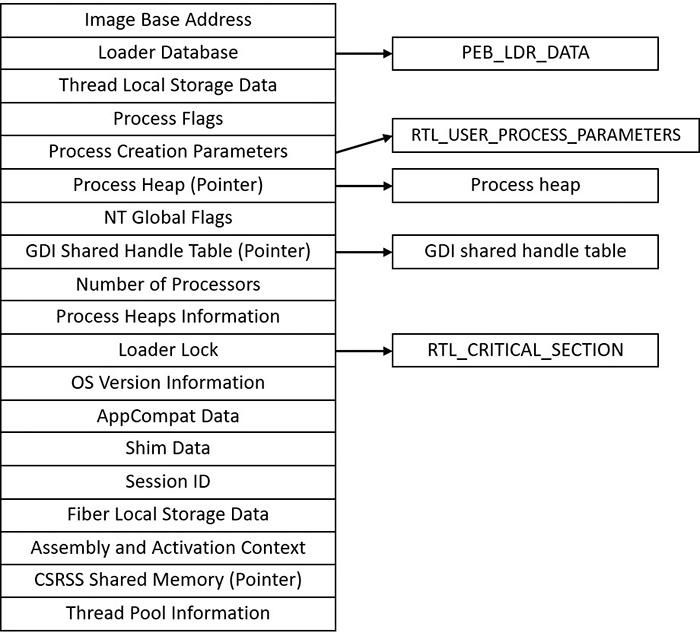 Image Base Address
Loader Database
PEB_LDR_DATA
Thread Local Storage Data
Process Flags
Process Creation Parameters
RTL_USER_PROCESS_PARAMETERS
Process Heap (Pointer)
Process heap
NT Global Flags
GDI Shared Handle Table (Pointer)
GDI shared handle table
Number of Processors
Process Heaps Information
Loader Lock
RTL_CRITICAL_SECTION
OS Version Information
AppCompat Data
Shim Data
Session ID
Fiber Local Storage Data
Assembly and Activation Context
CSRSS Shared Memory (Pointer)
Thread Pool Information